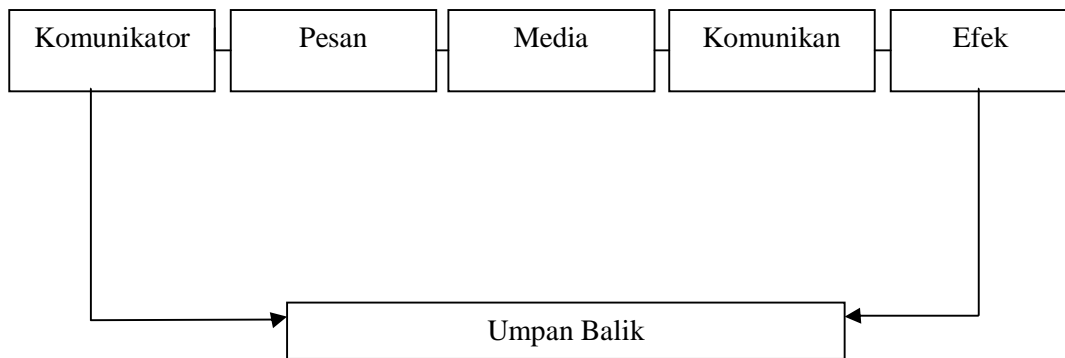 Komunikator
Pesan
Media
Komunikan
Efek
Umpan Balik